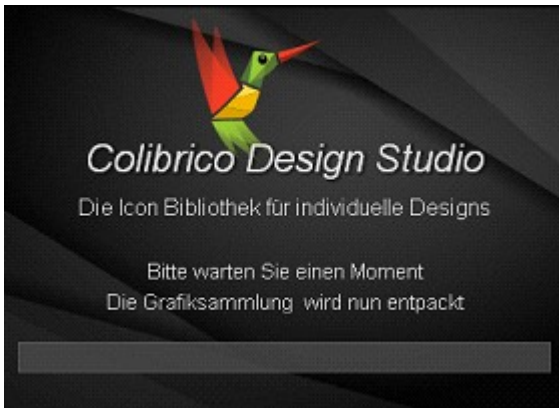 Colibrico Design Studio
Die Icon Bibliothek für individuelle Designs
Bitte warten Sie einen Moment
Die Grafiksammlung wird nun entpackt